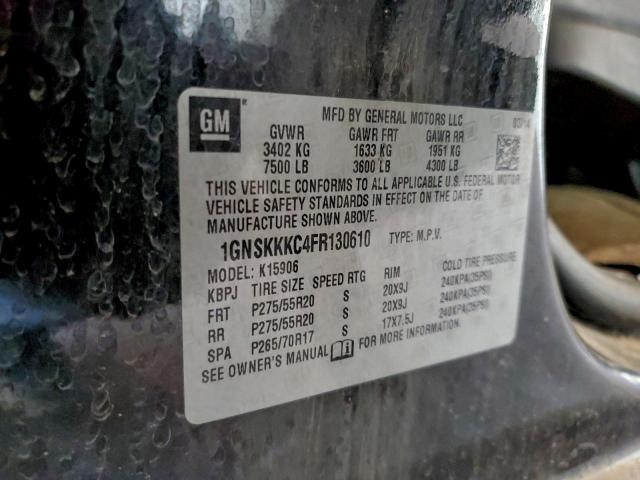 GM
MFD BY GENERAL MOTORS LLC
GVWR GAWR FRT GAWR RR
3402 KG 1633 KG 1951 KG
7500 LB 3600 LB 4300 LB
THIS VEHICLE CONFORMS TO ALL APPLICABLE U.S. FEDERAL MOTOR
VEHICLE SAFETY STANDARDS IN EFFECT ON THE DATE OF
MANUFACTURE SHOWN ABOVE.
1GNSKKKC4FR130610 TYPE: M.P.V.
MODEL: K15906
KBPJ TIRE SIZE SPEED RTG RIM COLD TIRE PRESSURE
FRT P275/55R20 S 20X9J 240KPA(35PSI)
RR P275/55R20 S 20X9J 240KPA(35PSI)
SPA P265/70R17 S 17X7.5J 240KPA(35PSI)
SEE OWNER'S MANUAL FOR MORE INFORMATION.